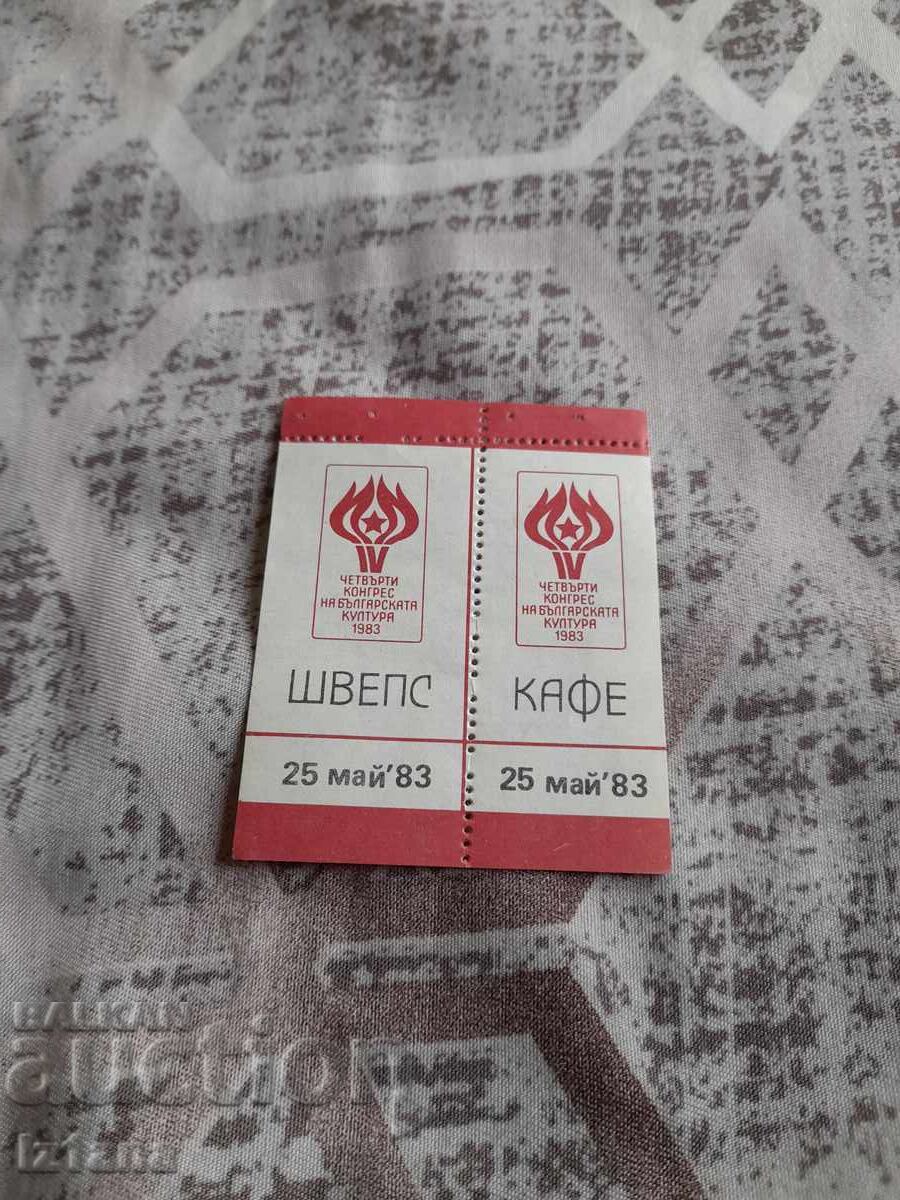 IV
ЧЕТВЪРТИ
КОНГРЕС
НА БЪЛГАРСКАТА
КУЛТУРА
1983
ШВЕПС
25 май'83
IV
ЧЕТВЪРТИ
КОНГРЕС
НА БЪЛГАРСКАТА
КУЛТУРА
1983
КАФЕ
25 май'83
BALKAN
auction
Iz1ana